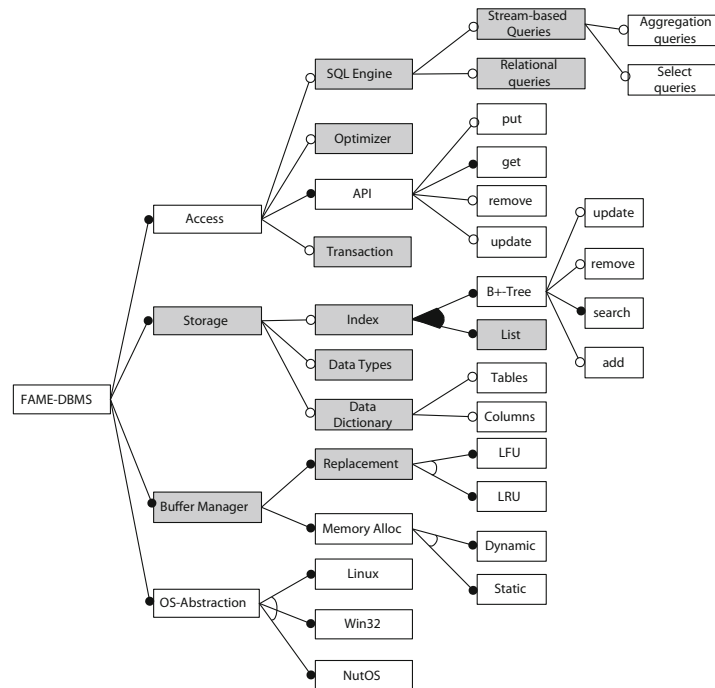 Stream-based
Queries
Aggregation
queries
SQL Engine
Relational
queries
Select
queries
put
Optimizer
get
API
remove
update
Access
Transaction
update
B+-Tree
remove
Storage
Index
search
List
Data Types
add
Tables
FAME-DBMS
Data
Dictionary
Columns
LFU
Replacement
LRU
Buffer Manager
Memory Alloc
Dynamic
Linux
Static
OS-Abstraction
Win32
NutOS